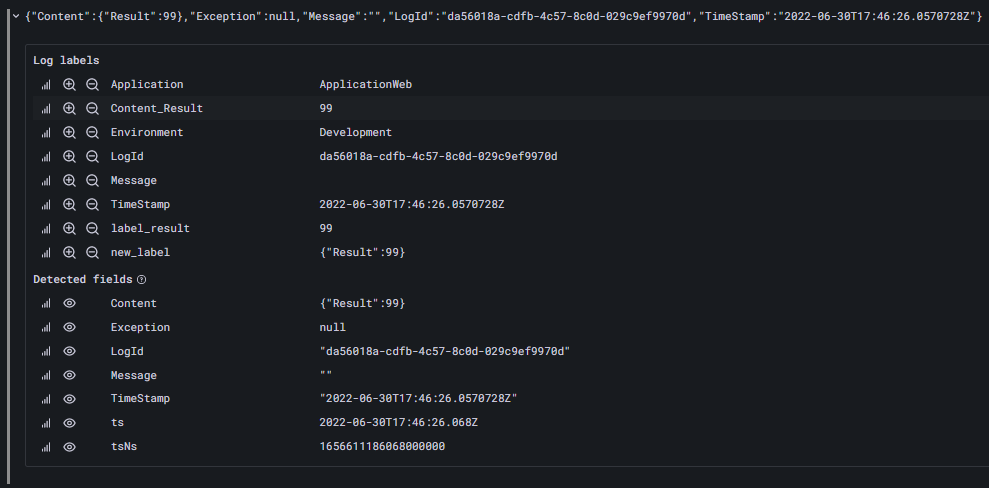 {"Content":{"Result":99},"Exception":null,"Message":"","LogId":"da56018a-cdfb-4c57-8c0d-029c9ef9970d","TimeStamp":"2022-06-30T17:46:26.0570728Z"}
Log labels
Application ApplicationWeb
Content_Result 99
Environment Development
LogId da56018a-cdfb-4c57-8c0d-029c9ef9970d
Message
TimeStamp 2022-06-30T17:46:26.0570728Z
label_result 99
new_label {"Result":99}
Detected fields
Content {"Result":99}
Exception null
LogId "da56018a-cdfb-4c57-8c0d-029c9ef9970d"
Message ""
TimeStamp "2022-06-30T17:46:26.0570728Z"
ts 2022-06-30T17:46:26.068Z
tsNs 1656611186068000000